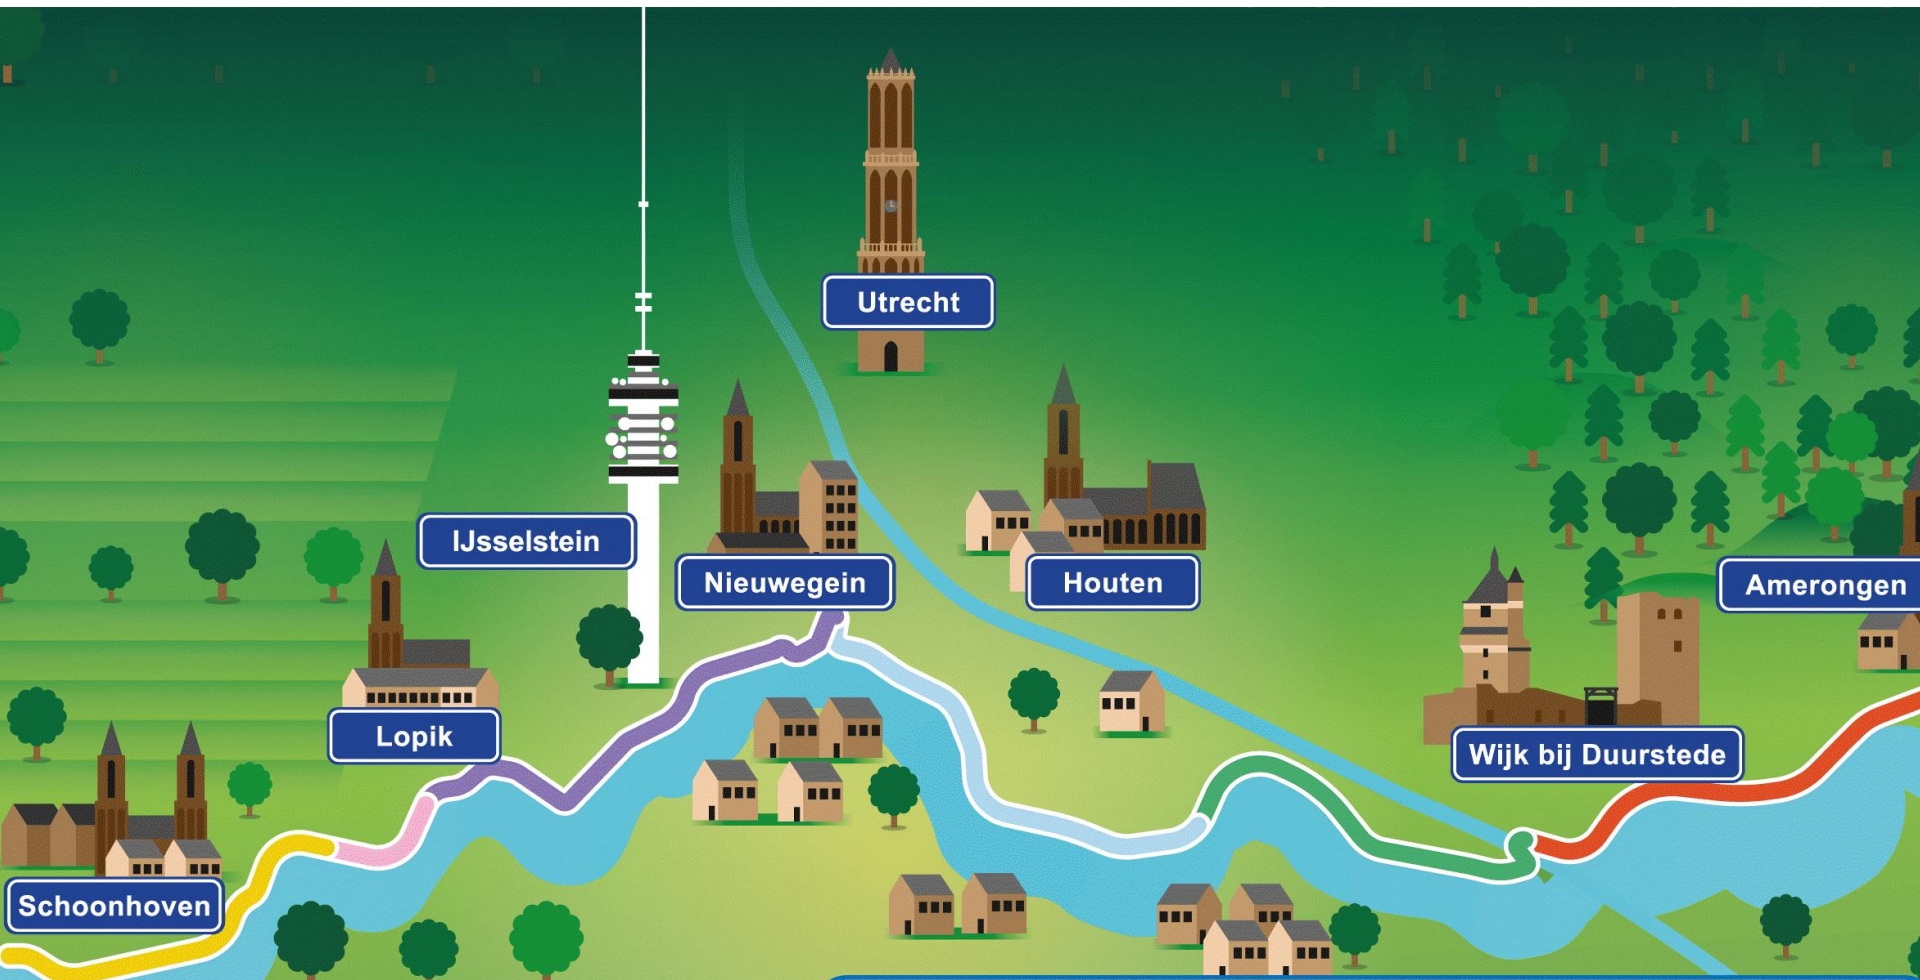 Utrecht
IJsselstein
Nieuwegein
Houten
Amerongen
Lopik
Wijk bij Duurstede
Schoonhoven